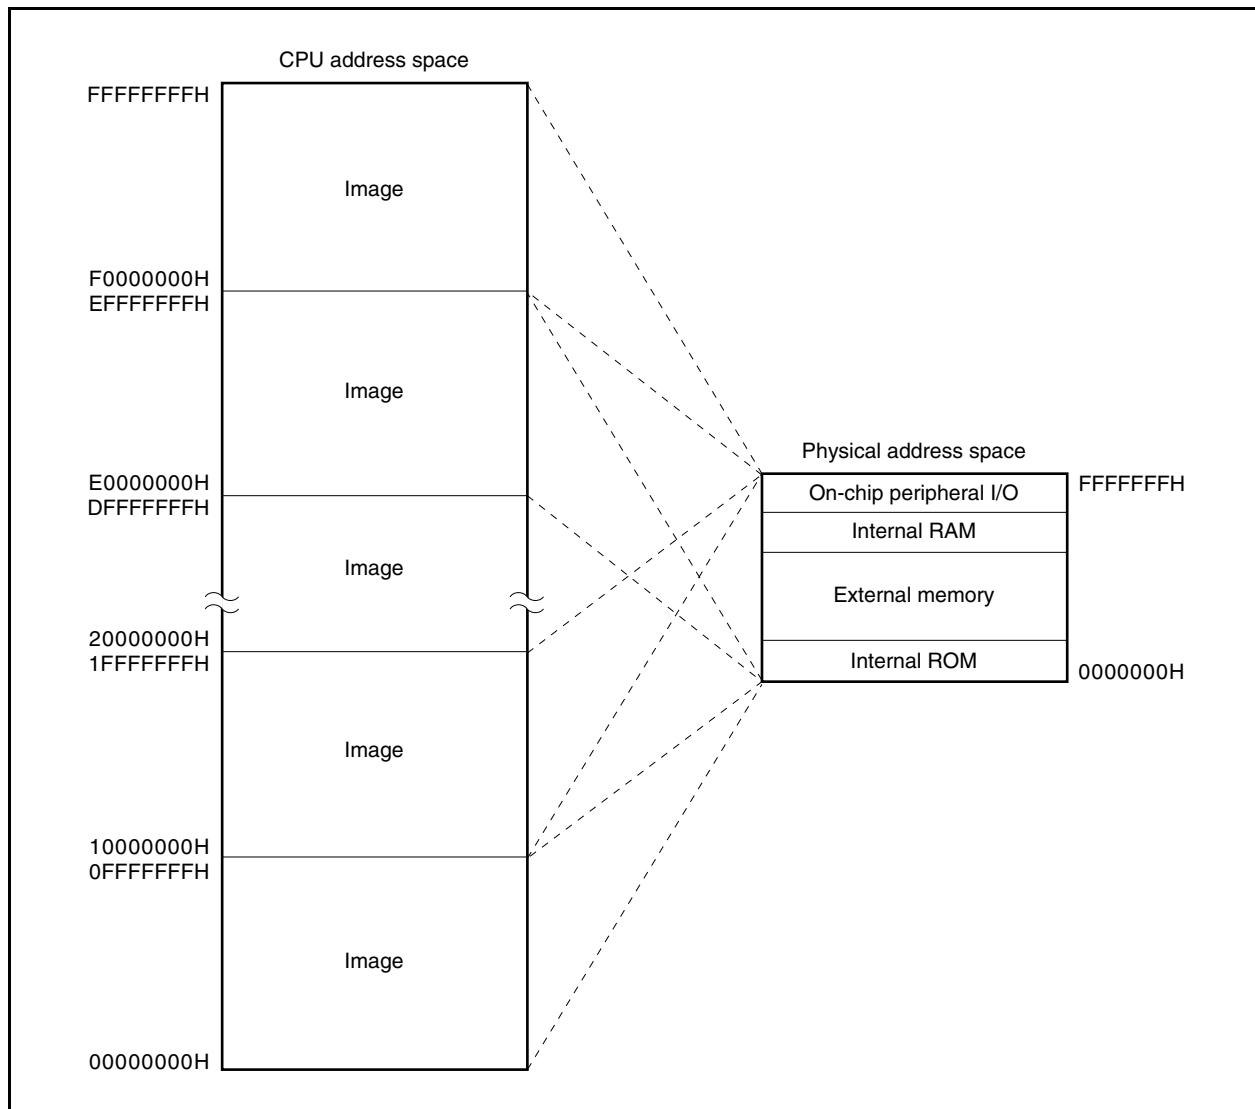 CPU address space
FFFFFFFFH
Image
F0000000H
EFFFFFFFH
Image
E0000000H
DFFFFFFFH
Image
20000000H
1FFFFFFFH
Image
10000000H
0FFFFFFFH
Image
00000000H
Physical address space
On-chip peripheral I/O
FFFFFFFH
Internal RAM
External memory
Internal ROM
0000000H